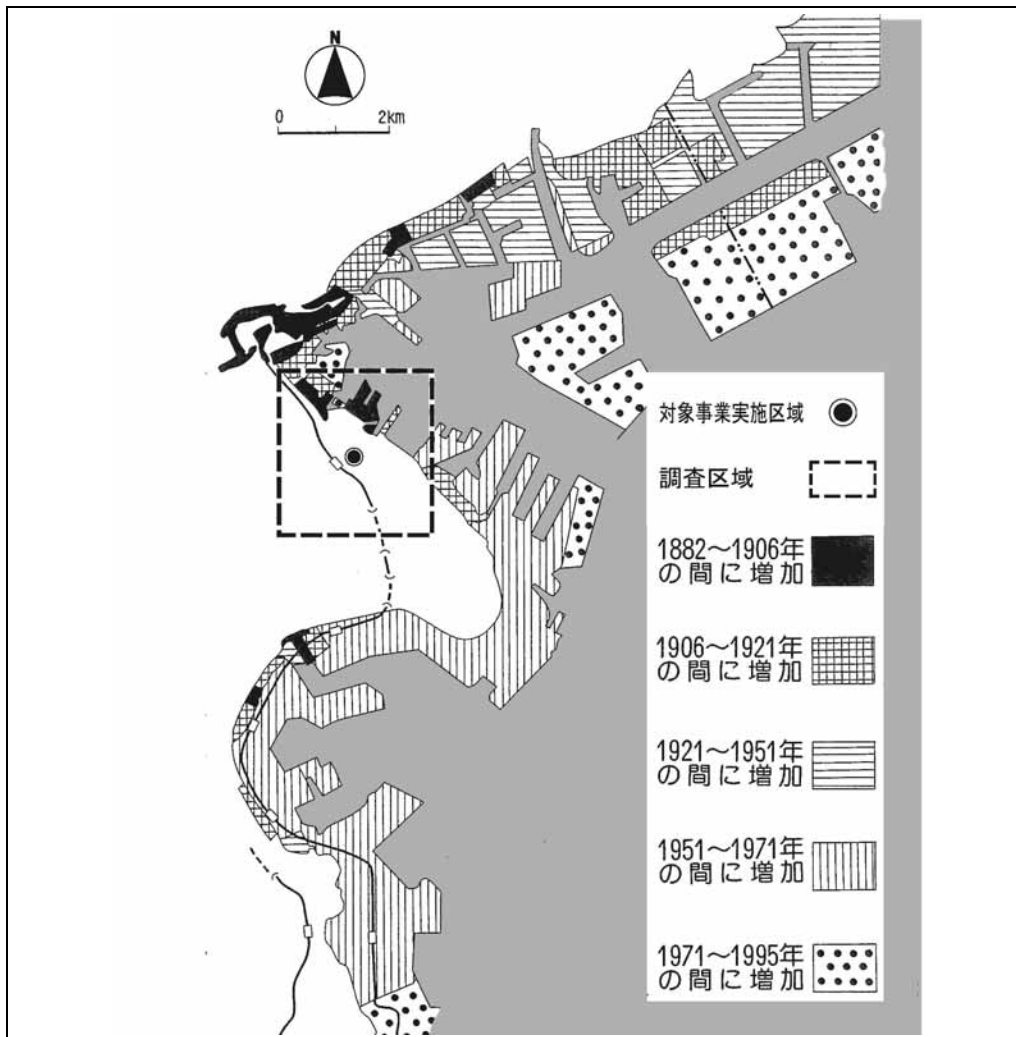 N
0 2km
対象事業実施区域
調査区域
1882～1906年
の間に増加
1906～1921年
の間に増加
1921～1951年
の間に増加
1951～1971年
の間に増加
1971～1995年
の間に増加